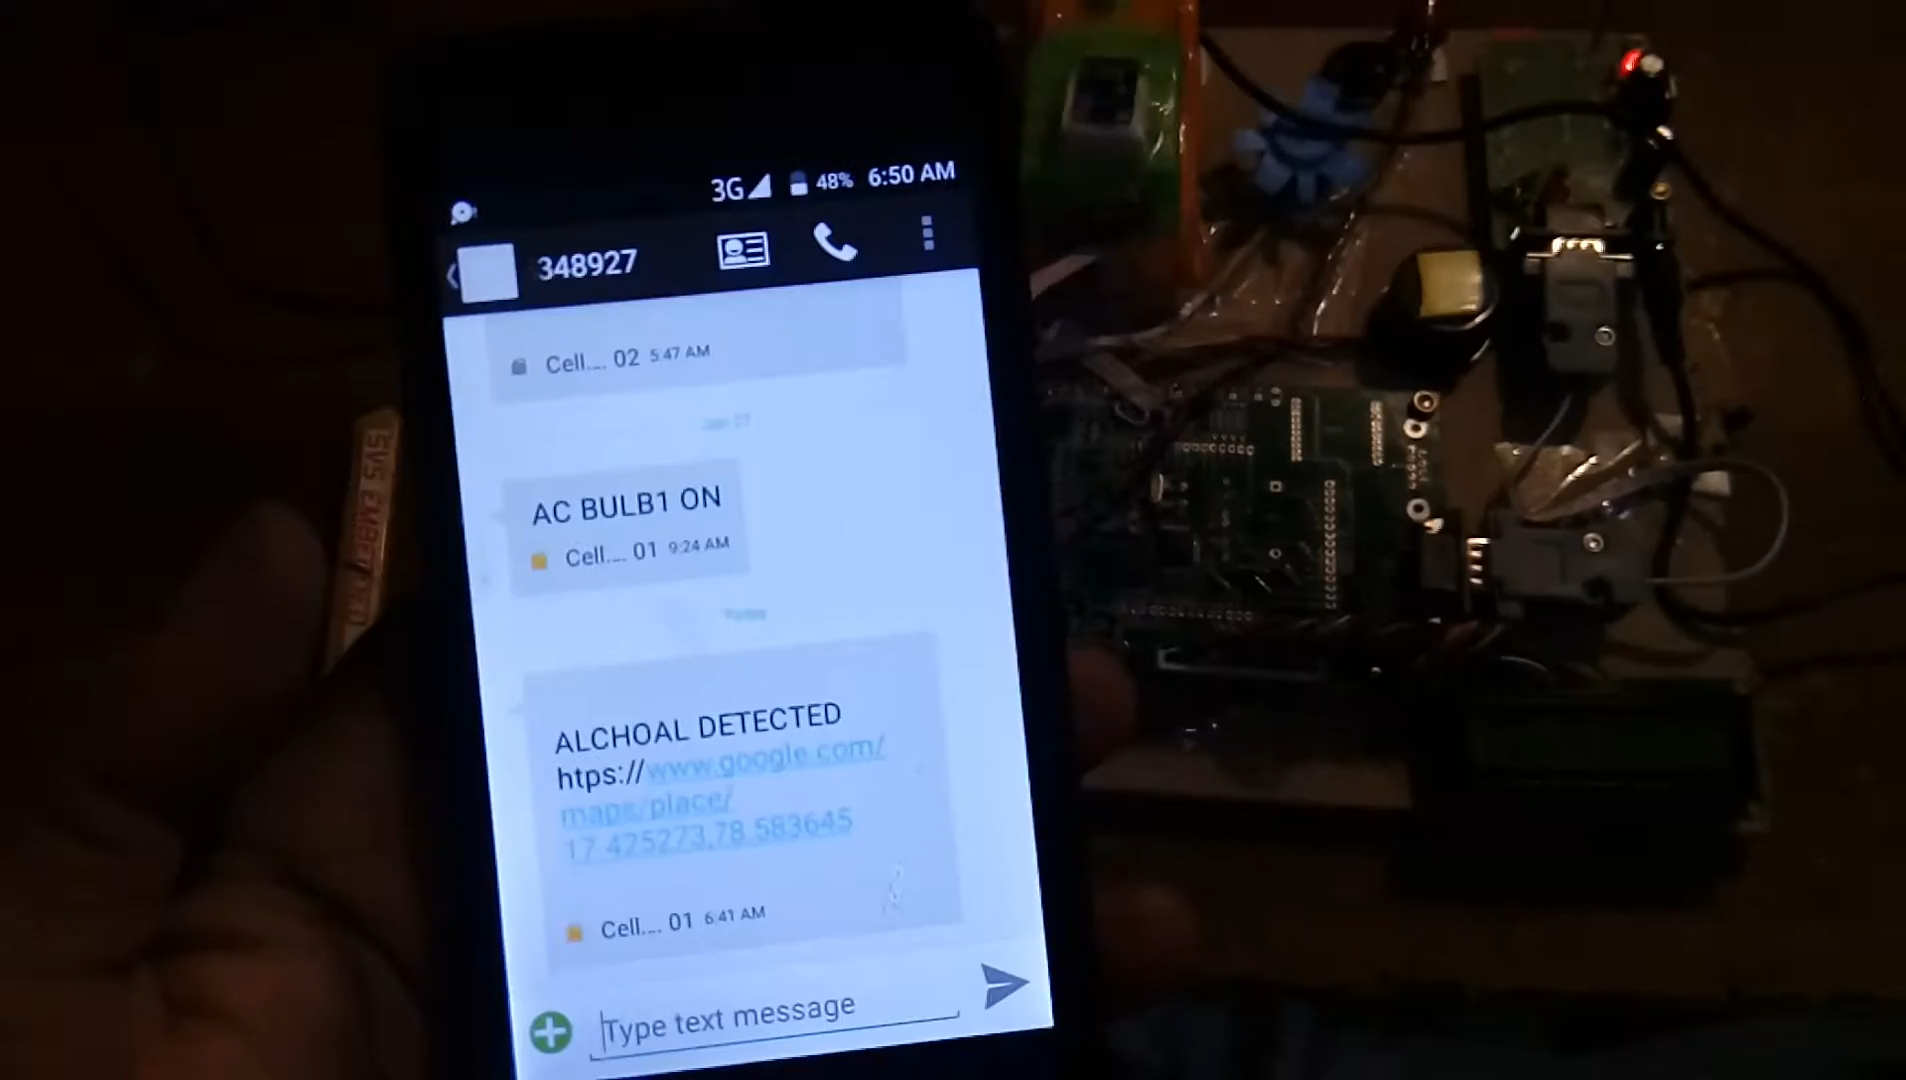 3G 48% 6:50 AM
348927
Cell.... 02 5:47 AM
AC BULB1 ON
Cell.... 01 9:24 AM
Today
ALCHOAL DETECTED
htps://www.google.com/
maps/place/
17.425273,78.583645
Cell.... 01 6:41 AM
Type text message